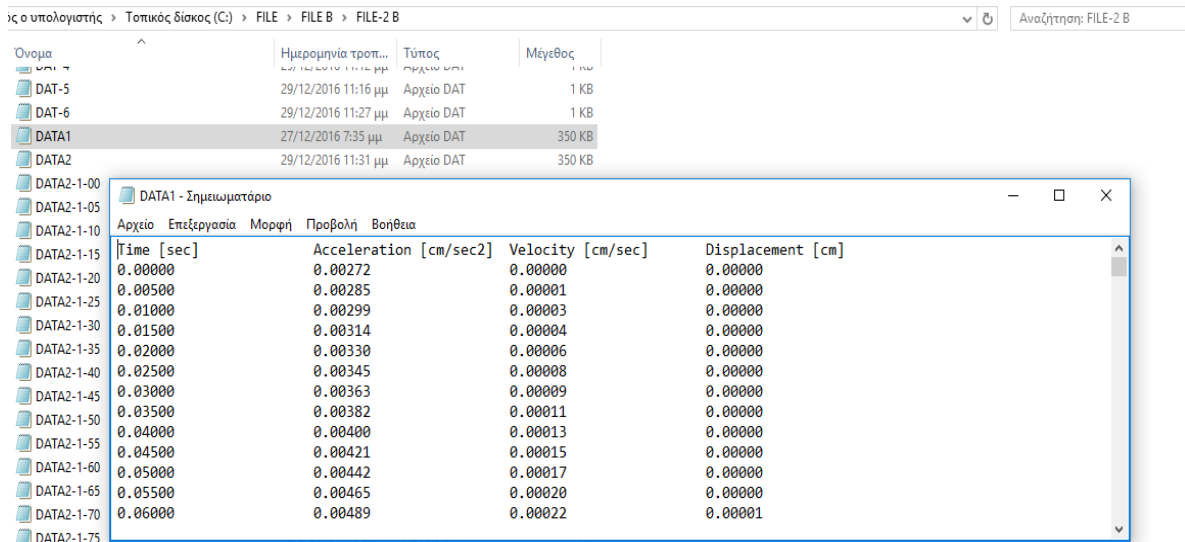 ός ο υπολογιστής > Τοπικός δίσκος (C:) > FILE > FILE B > FILE-2 B Αναζήτηση: FILE-2 B
Όνομα Ημερομηνία τροπ... Τύπος Μέγεθος
DAT-5 29/12/2016 11:16 μμ Αρχείο DAT 1 KB
DAT-6 29/12/2016 11:27 μμ Αρχείο DAT 1 KB
DATA1 27/12/2016 7:35 μμ Αρχείο DAT 350 KB
DATA2 29/12/2016 11:31 μμ Αρχείο DAT 350 KB
DATA2-1-00
DATA2-1-05
DATA2-1-10
DATA2-1-15
DATA2-1-20
DATA2-1-25
DATA2-1-30
DATA2-1-35
DATA2-1-40
DATA2-1-45
DATA2-1-50
DATA2-1-55
DATA2-1-60
DATA2-1-65
DATA2-1-70
DATA2-1-75
DATA1 - Σημειωματάριο
Αρχείο Επεξεργασία Μορφή Προβολή Βοήθεια
Time [sec] Acceleration [cm/sec2] Velocity [cm/sec] Displacement [cm]
0.00000 0.00272 0.00000 0.00000
0.00500 0.00285 0.00001 0.00000
0.01000 0.00299 0.00003 0.00000
0.01500 0.00314 0.00004 0.00000
0.02000 0.00330 0.00006 0.00000
0.02500 0.00345 0.00008 0.00000
0.03000 0.00363 0.00009 0.00000
0.03500 0.00382 0.00011 0.00000
0.04000 0.00400 0.00013 0.00000
0.04500 0.00421 0.00015 0.00000
0.05000 0.00442 0.00017 0.00000
0.05500 0.00465 0.00020 0.00000
0.06000 0.00489 0.00022 0.00001